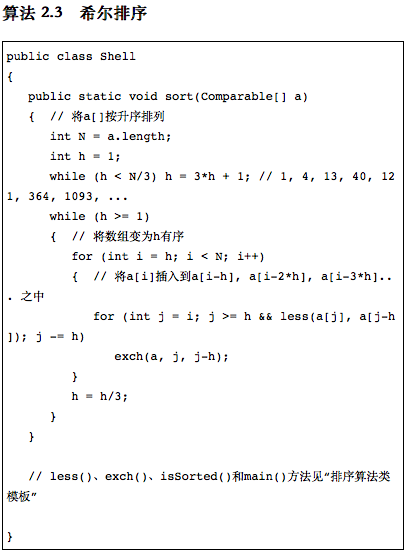 算法 2.3 希尔排序
public class Shell
{
public static void sort(Comparable[] a)
{ // 将a[]按升序排列
int N = a.length;
int h = 1;
while (h < N/3) h = 3*h + 1; // 1, 4, 13, 40, 12
1, 364, 1093, ...
while (h >= 1)
{ // 将数组变为h有序
for (int i = h; i < N; i++)
{ // 将a[i]插入到a[i-h], a[i-2*h], a[i-3*h]..
. 之中
for (int j = i; j >= h && less(a[j], a[j-h
]); j -= h)
exch(a, j, j-h);
}
h = h/3;
}
}
// less()、exch()、isSorted()和main()方法见“排序算法类
模板”
}